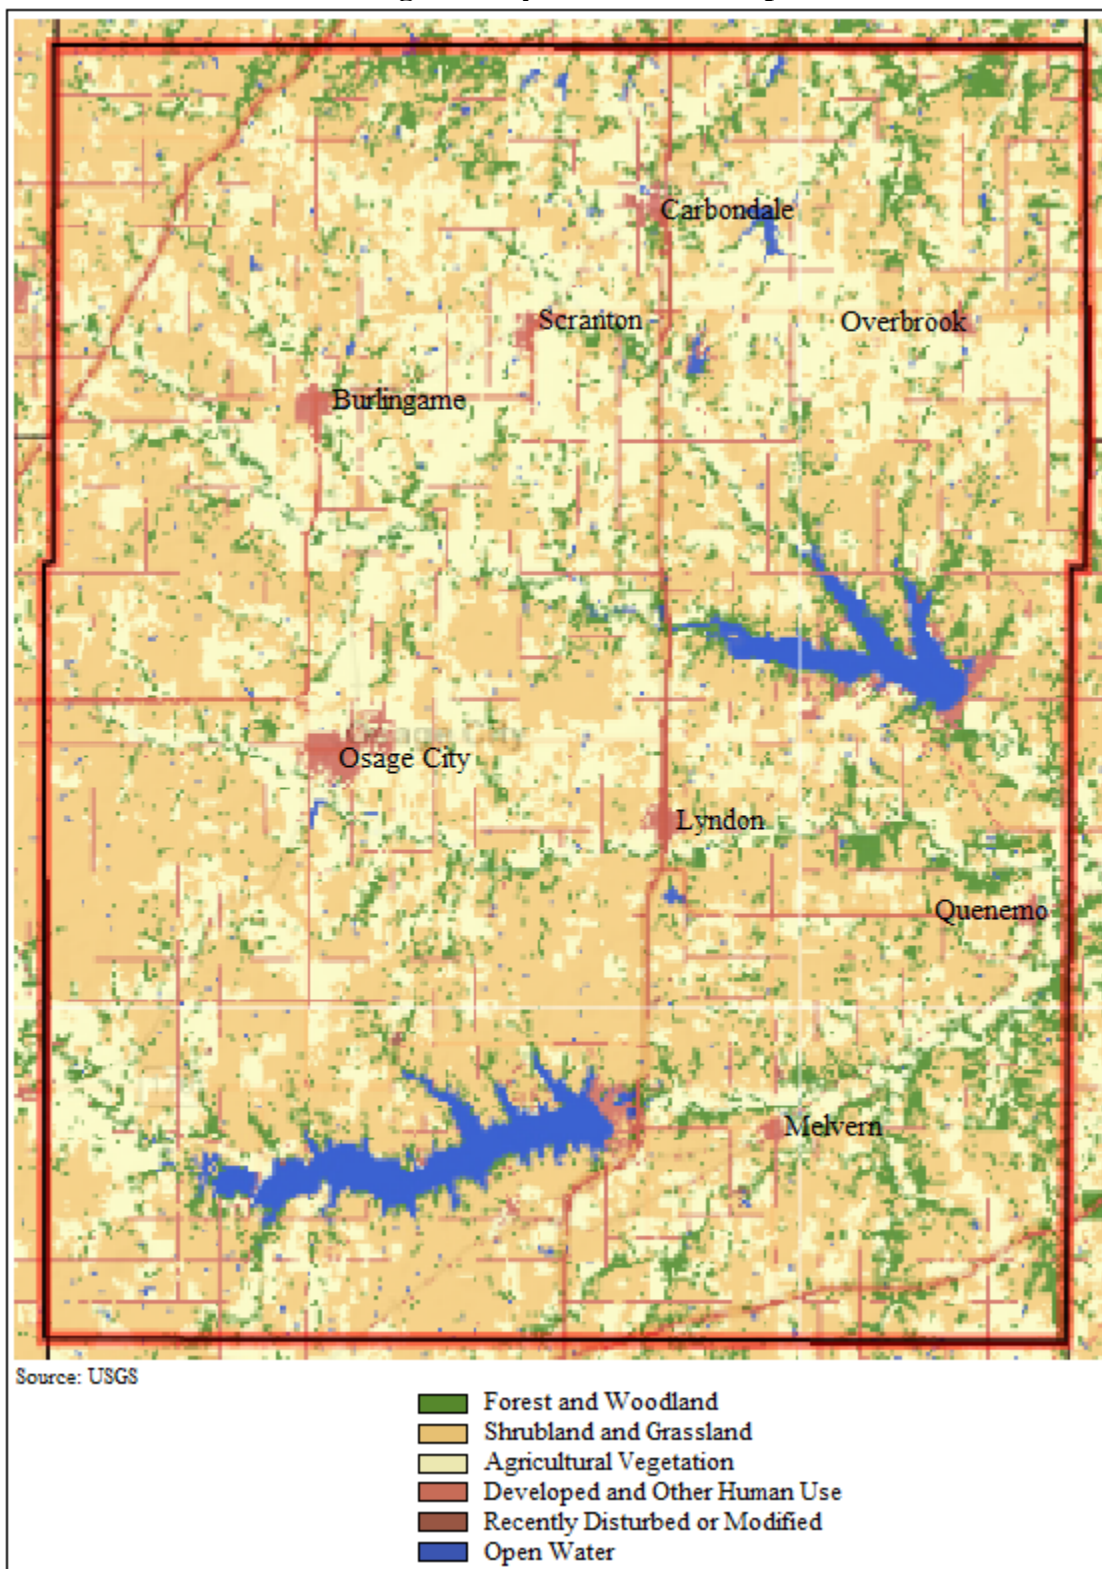 Carbondale
Scranton
Overbrook
Burlingame
Osage City
Lyndon
Quenemo
Melvern
Source: USGS
Forest and Woodland
Shrubland and Grassland
Agricultural Vegetation
Developed and Other Human Use
Recently Disturbed or Modified
Open Water